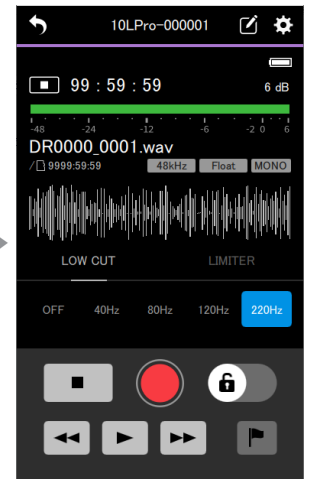 10LPro-000001
99 : 59 : 59
6 dB
-48 -24 -12 -6 -2 0 6
DR0000_0001.wav
/ 9999:59:59 48kHz Float MONO
LOW CUT LIMITER
OFF 40Hz 80Hz 120Hz 220Hz